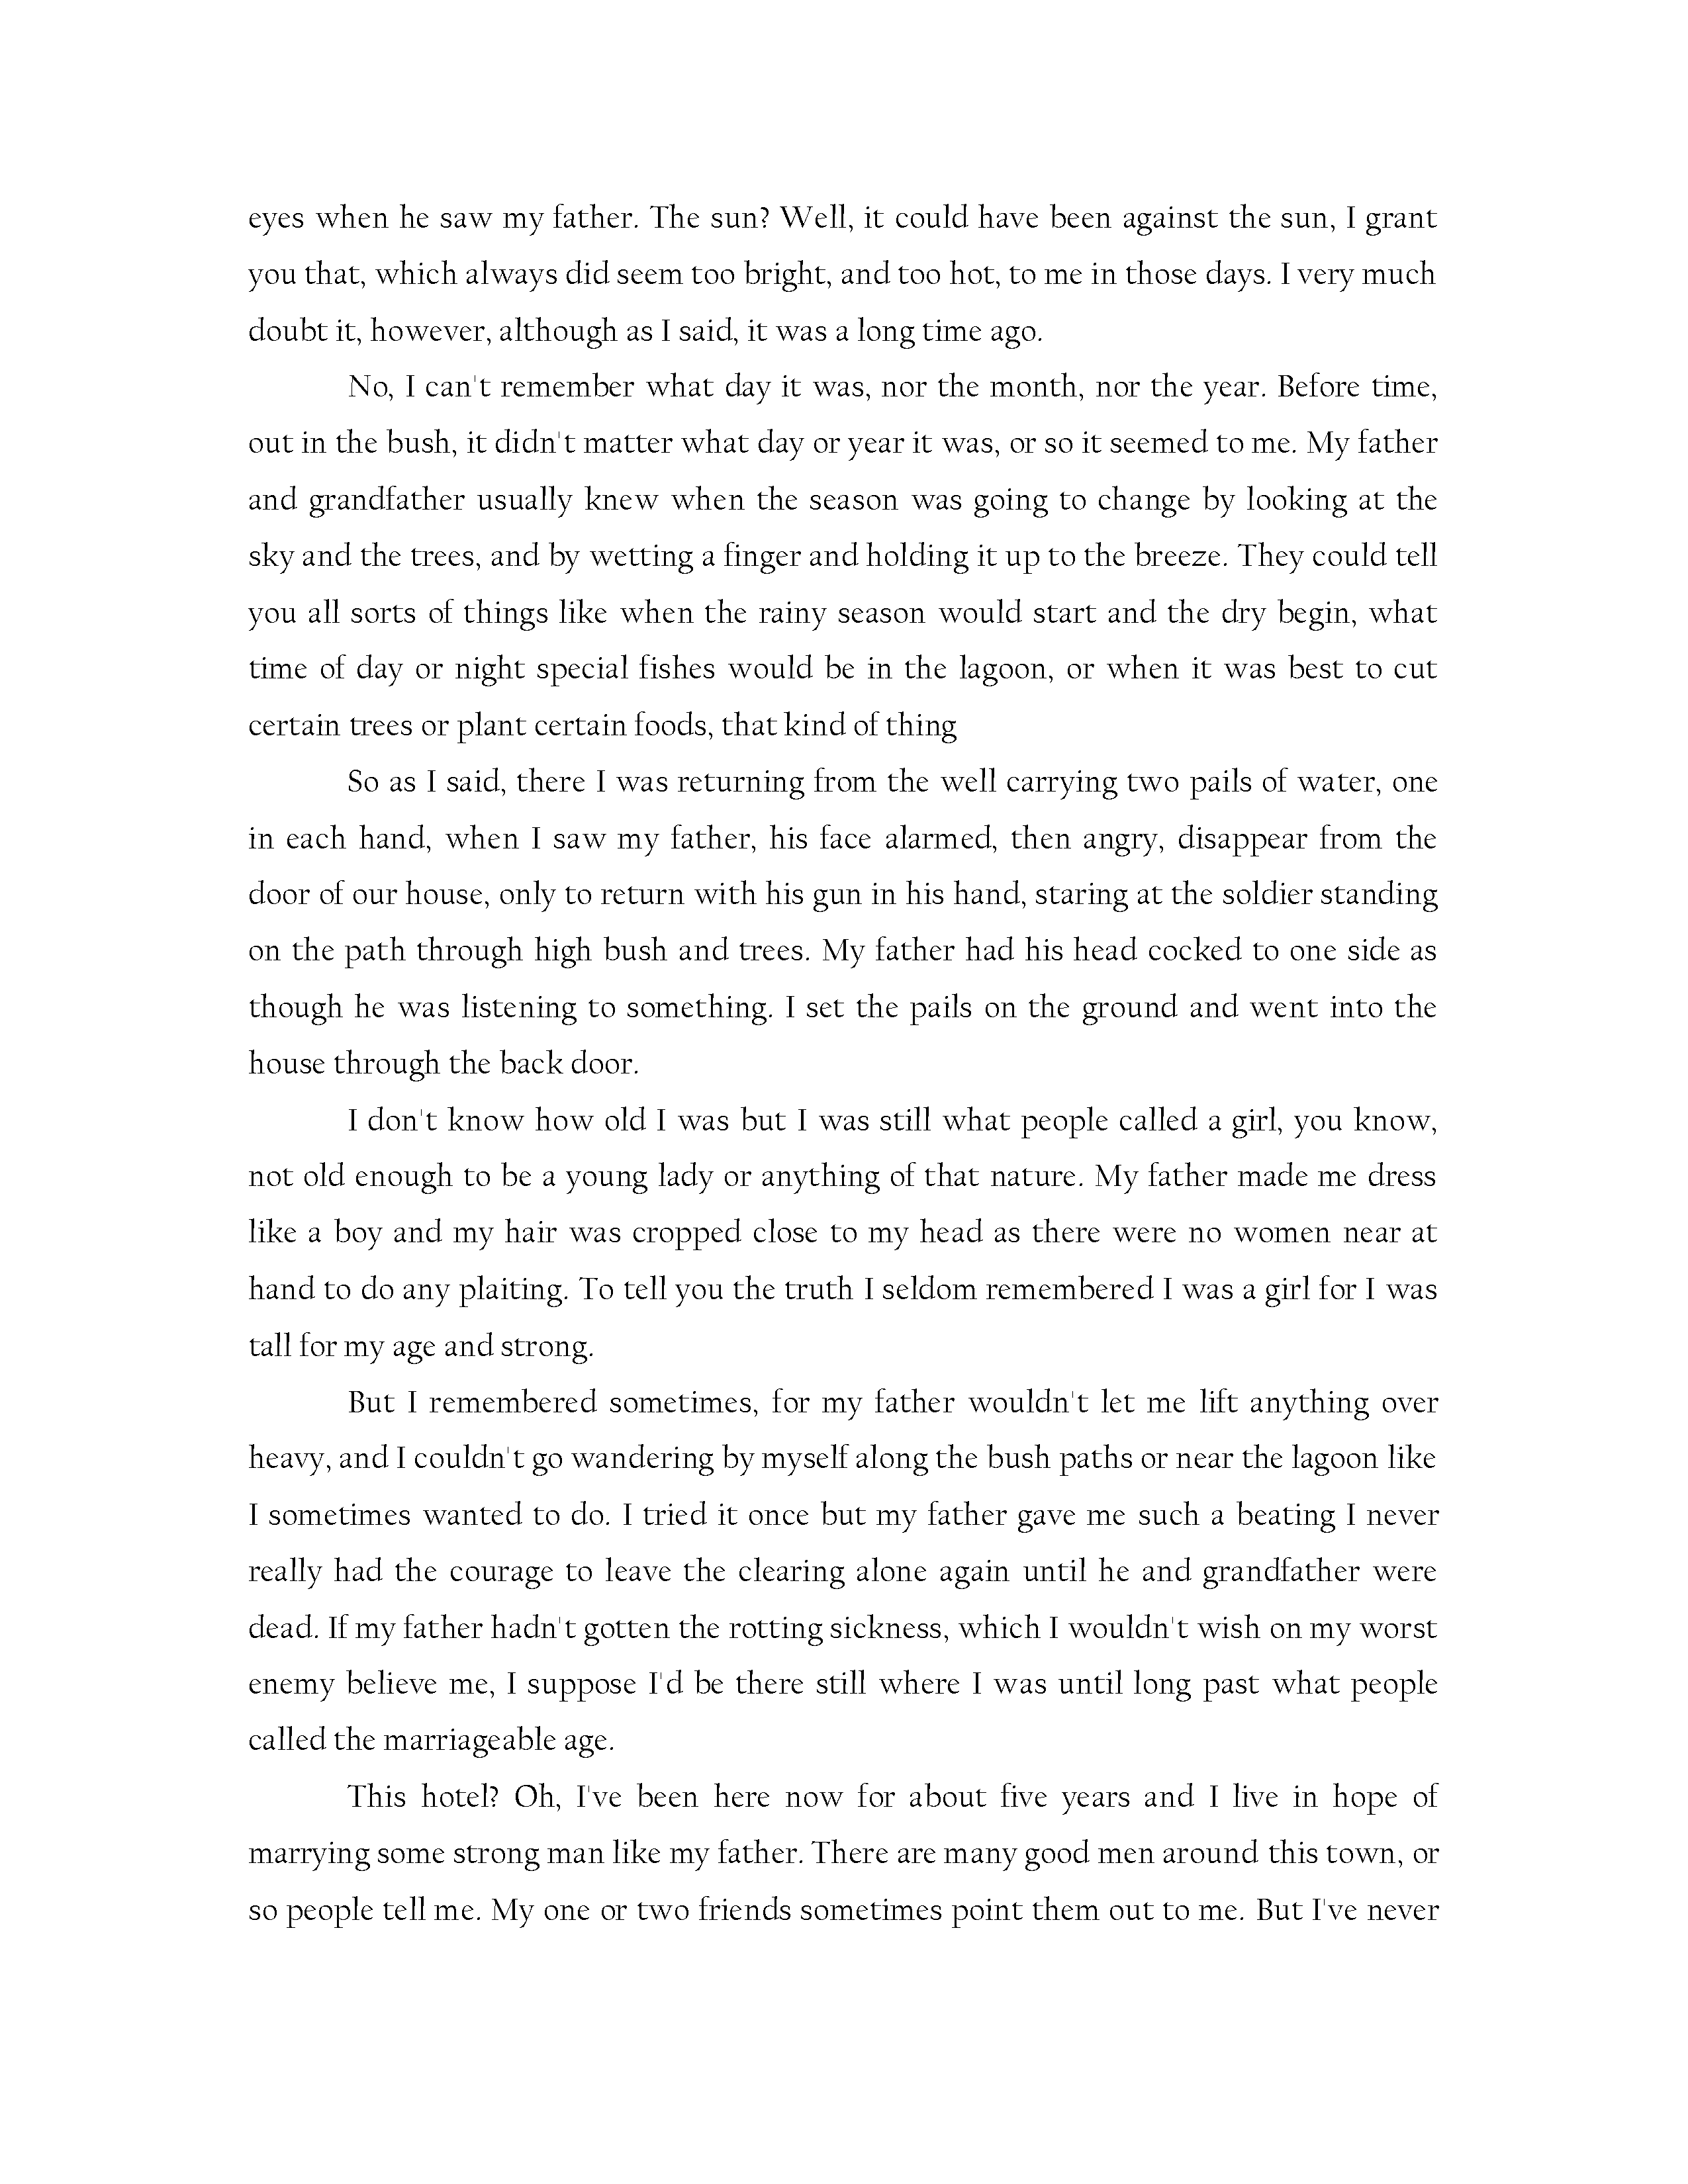 eyes when he saw my father. The sun? Well, it could have been against the sun, I grant
you that, which always did seem too bright, and too hot, to me in those days. I very much
doubt it, however, although as I said, it was a long time ago.
No, I can't remember what day it was, nor the month, nor the year. Before time,
out in the bush, it didn't matter what day or year it was, or so it seemed to me. My father
and grandfather usually knew when the season was going to change by looking at the
sky and the trees, and by wetting a finger and holding it up to the breeze. They could tell
you all sorts of things like when the rainy season would start and the dry begin, what
time of day or night special fishes would be in the lagoon, or when it was best to cut
certain trees or plant certain foods, that kind of thing
So as I said, there I was returning from the well carrying two pails of water, one
in each hand, when I saw my father, his face alarmed, then angry, disappear from the
door of our house, only to return with his gun in his hand, staring at the soldier standing
on the path through high bush and trees. My father had his head cocked to one side as
though he was listening to something. I set the pails on the ground and went into the
house through the back door.
I don't know how old I was but I was still what people called a girl, you know,
not old enough to be a young lady or anything of that nature. My father made me dress
like a boy and my hair was cropped close to my head as there were no women near at
hand to do any plaiting. To tell you the truth I seldom remembered I was a girl for I was
tall for my age and strong.
But I remembered sometimes, for my father wouldn't let me lift anything over
heavy, and I couldn't go wandering by myself along the bush paths or near the lagoon like
I sometimes wanted to do. I tried it once but my father gave me such a beating I never
really had the courage to leave the clearing alone again until he and grandfather were
dead. If my father hadn't gotten the rotting sickness, which I wouldn't wish on my worst
enemy believe me, I suppose I'd be there still where I was until long past what people
called the marriageable age.
This hotel? Oh, I've been here now for about five years and I live in hope of
marrying some strong man like my father. There are many good men around this town, or
so people tell me. My one or two friends sometimes point them out to me. But I've never